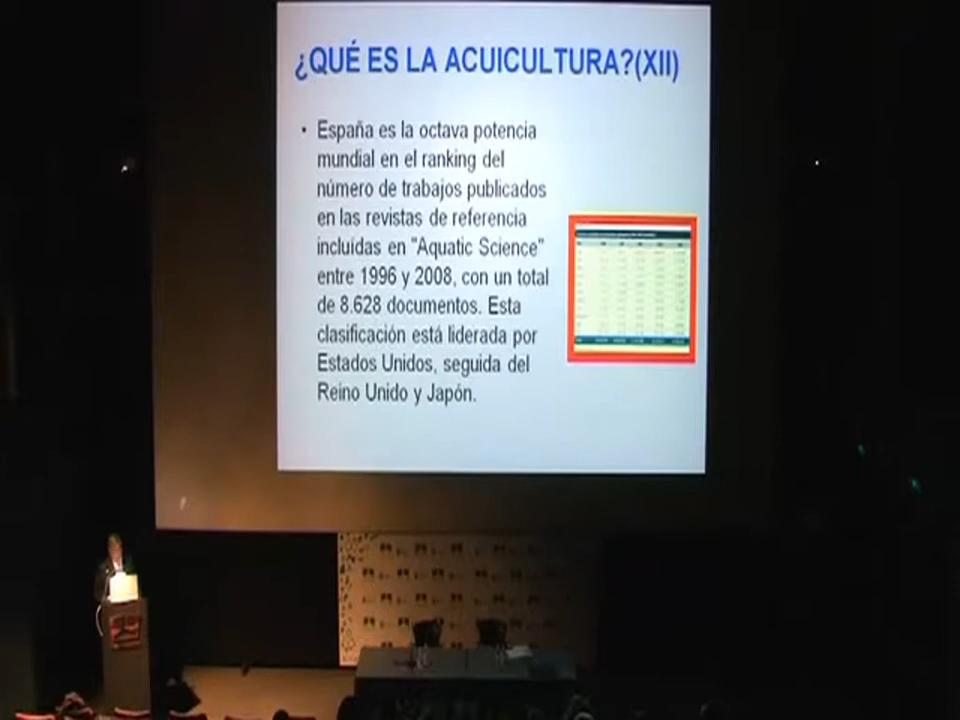 ¿QUÉ ES LA ACUICULTURA?(XII)
• España es la octava potencia
mundial en el ranking del
número de trabajos publicados
en las revistas de referencia
incluidas en "Aquatic Science"
entre 1996 y 2008, con un total
de 8.628 documentos. Esta
clasificación está liderada por
Estados Unidos, seguida del
Reino Unido y Japón.